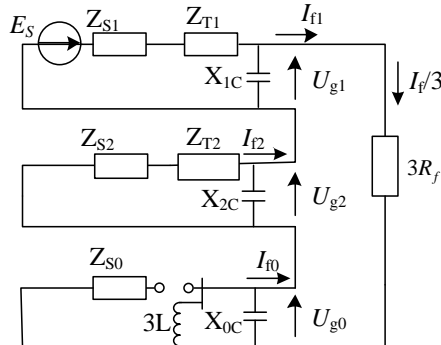 E_S Z_S1 Z_T1 I_f1
X_1C U_g1 I_f/3
Z_S2 Z_T2 I_f2 3R_f
X_2C U_g2
Z_S0 I_f0
3L X_0C U_g0